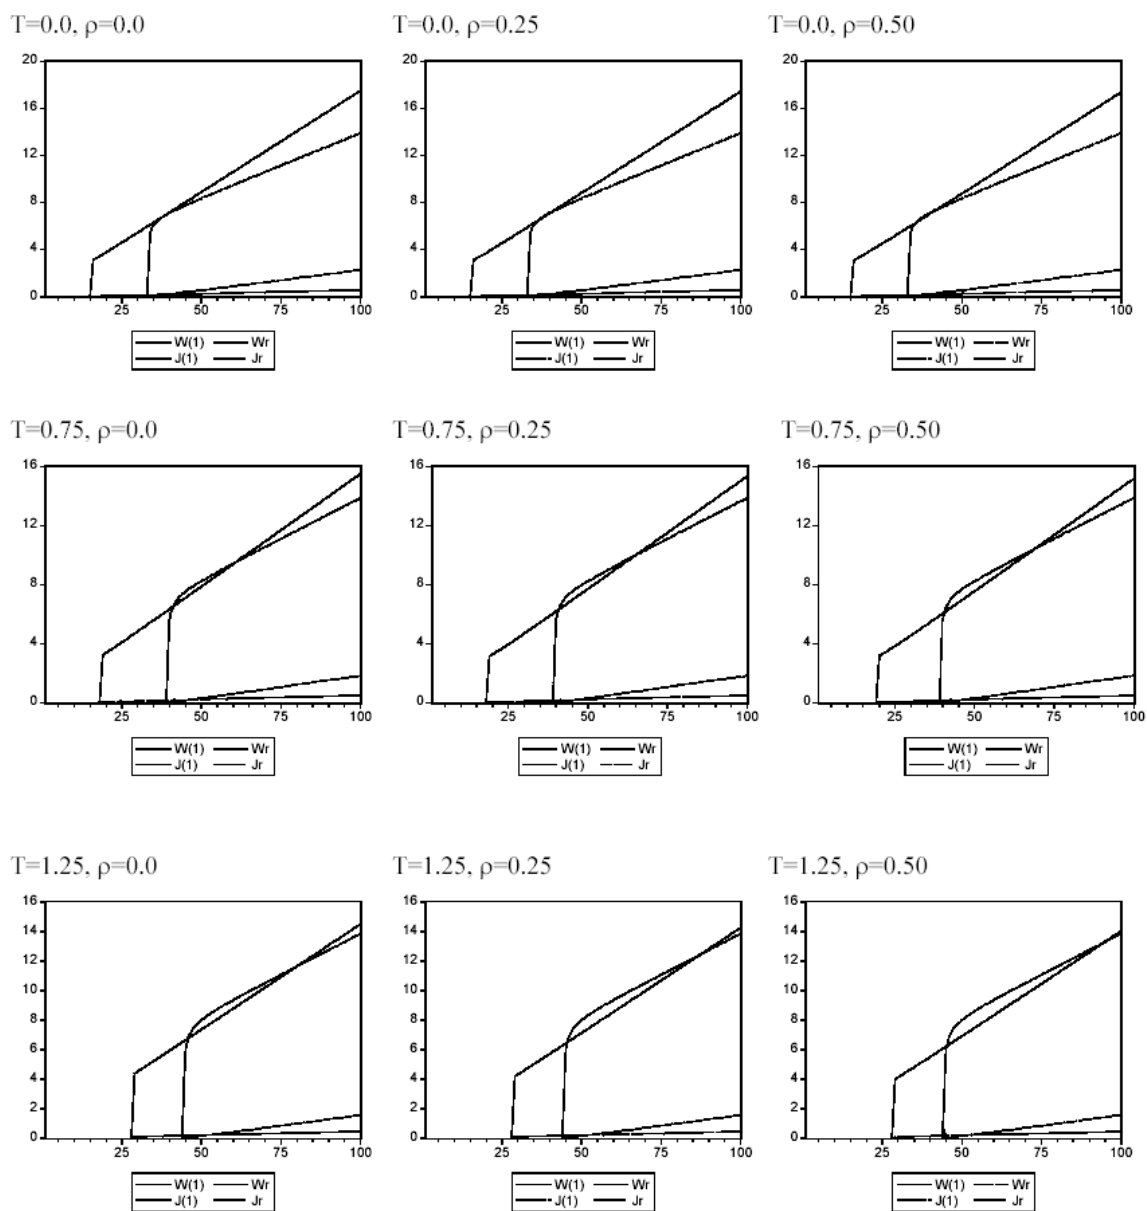 T=0.0, ρ=0.0
T=0.0, ρ=0.25
T=0.0, ρ=0.50
20
16
12
8
4
0
25
50
75
100
W(1)
Wr
J(1)
Jr
20
16
12
8
4
0
25
50
75
100
W(1)
Wr
J(1)
Jr
20
16
12
8
4
0
25
50
75
100
W(1)
Wr
J(1)
Jr
T=0.75, ρ=0.0
T=0.75, ρ=0.25
T=0.75, ρ=0.50
16
12
8
4
0
25
50
75
100
W(1)
Wr
J(1)
Jr
16
12
8
4
0
25
50
75
100
W(1)
Wr
J(1)
Jr
16
12
8
4
0
25
50
75
100
W(1)
Wr
J(1)
Jr
T=1.25, ρ=0.0
T=1.25, ρ=0.25
T=1.25, ρ=0.50
16
14
12
10
8
6
4
2
0
25
50
75
100
W(1)
Wr
J(1)
Jr
16
14
12
10
8
6
4
2
0
25
50
75
100
W(1)
Wr
J(1)
Jr
16
14
12
10
8
6
4
2
0
25
50
75
100
W(1)
Wr
J(1)
Jr